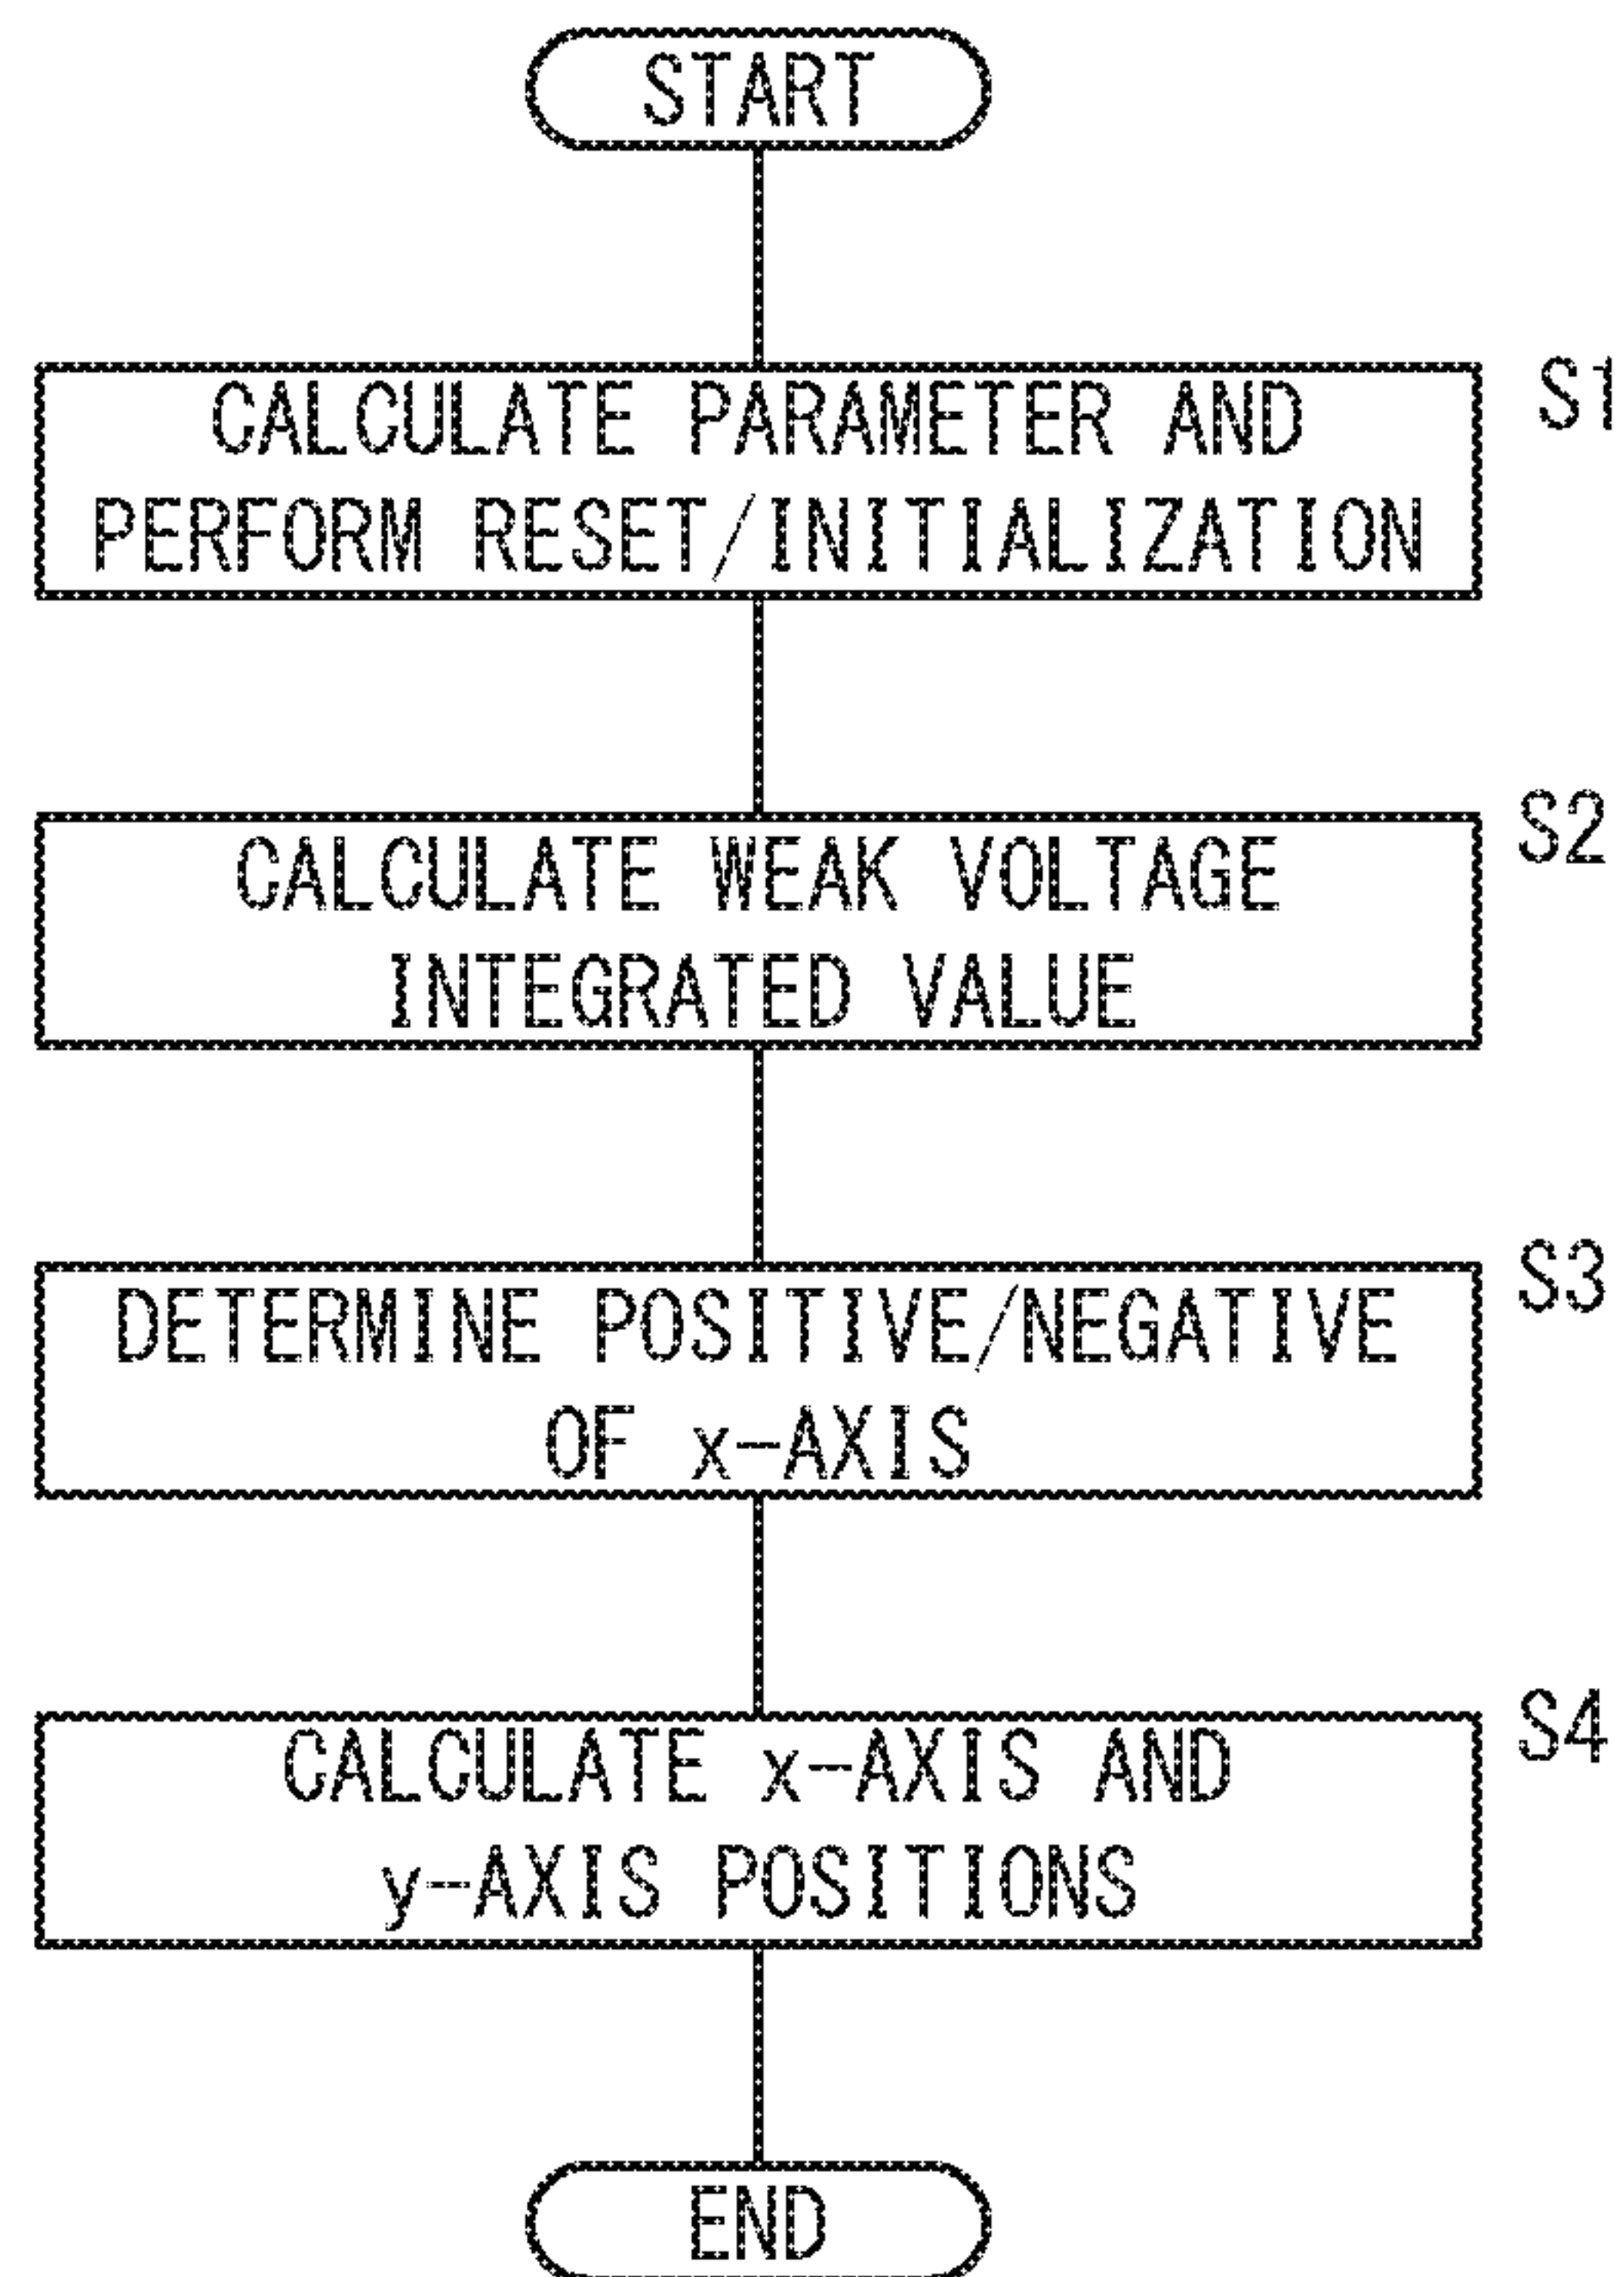 START
S1
CALCULATE PARAMETER AND
PERFORM RESET/INITIALIZATION
S2
CALCULATE WEAK VOLTAGE
INTEGRATED VALUE
S3
DETERMINE POSITIVE/NEGATIVE
OF x-AXIS
S4
CALCULATE x-AXIS AND
y-AXIS POSITIONS
END